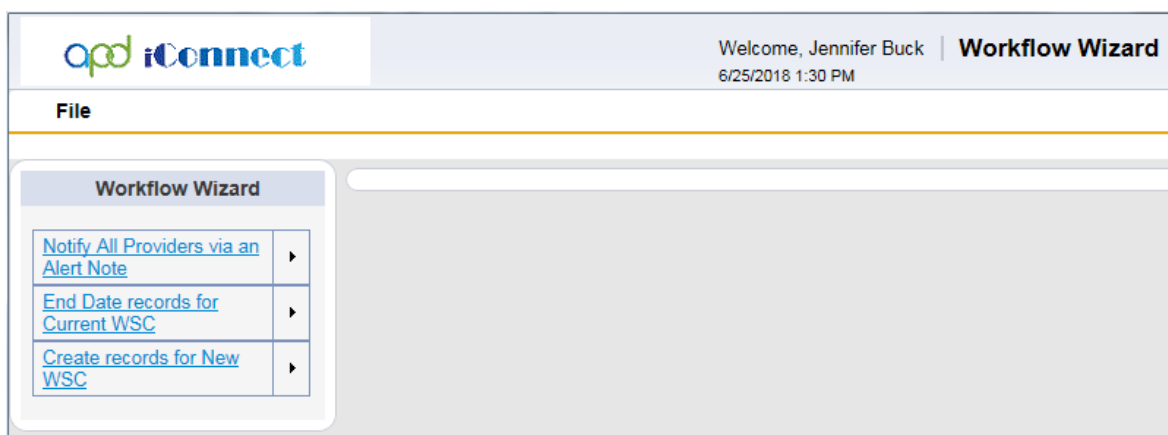 apd iConnect
Welcome, Jennifer Buck
Workflow Wizard
6/25/2018 1:30 PM
File
Workflow Wizard
Notify All Providers via an
Alert Note
End Date records for
Current WSC
Create records for New
WSC